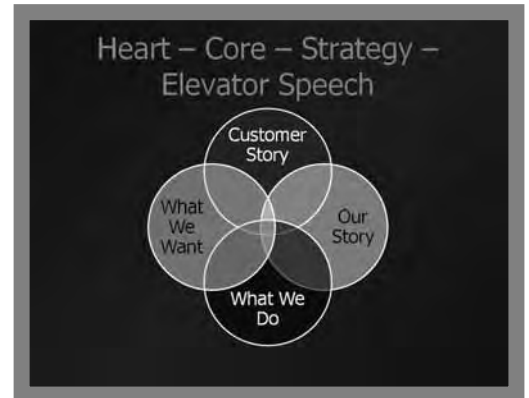 Heart – Core – Strategy –
Elevator Speech
Customer
Story
What
We
Want
Our
Story
What We
Do